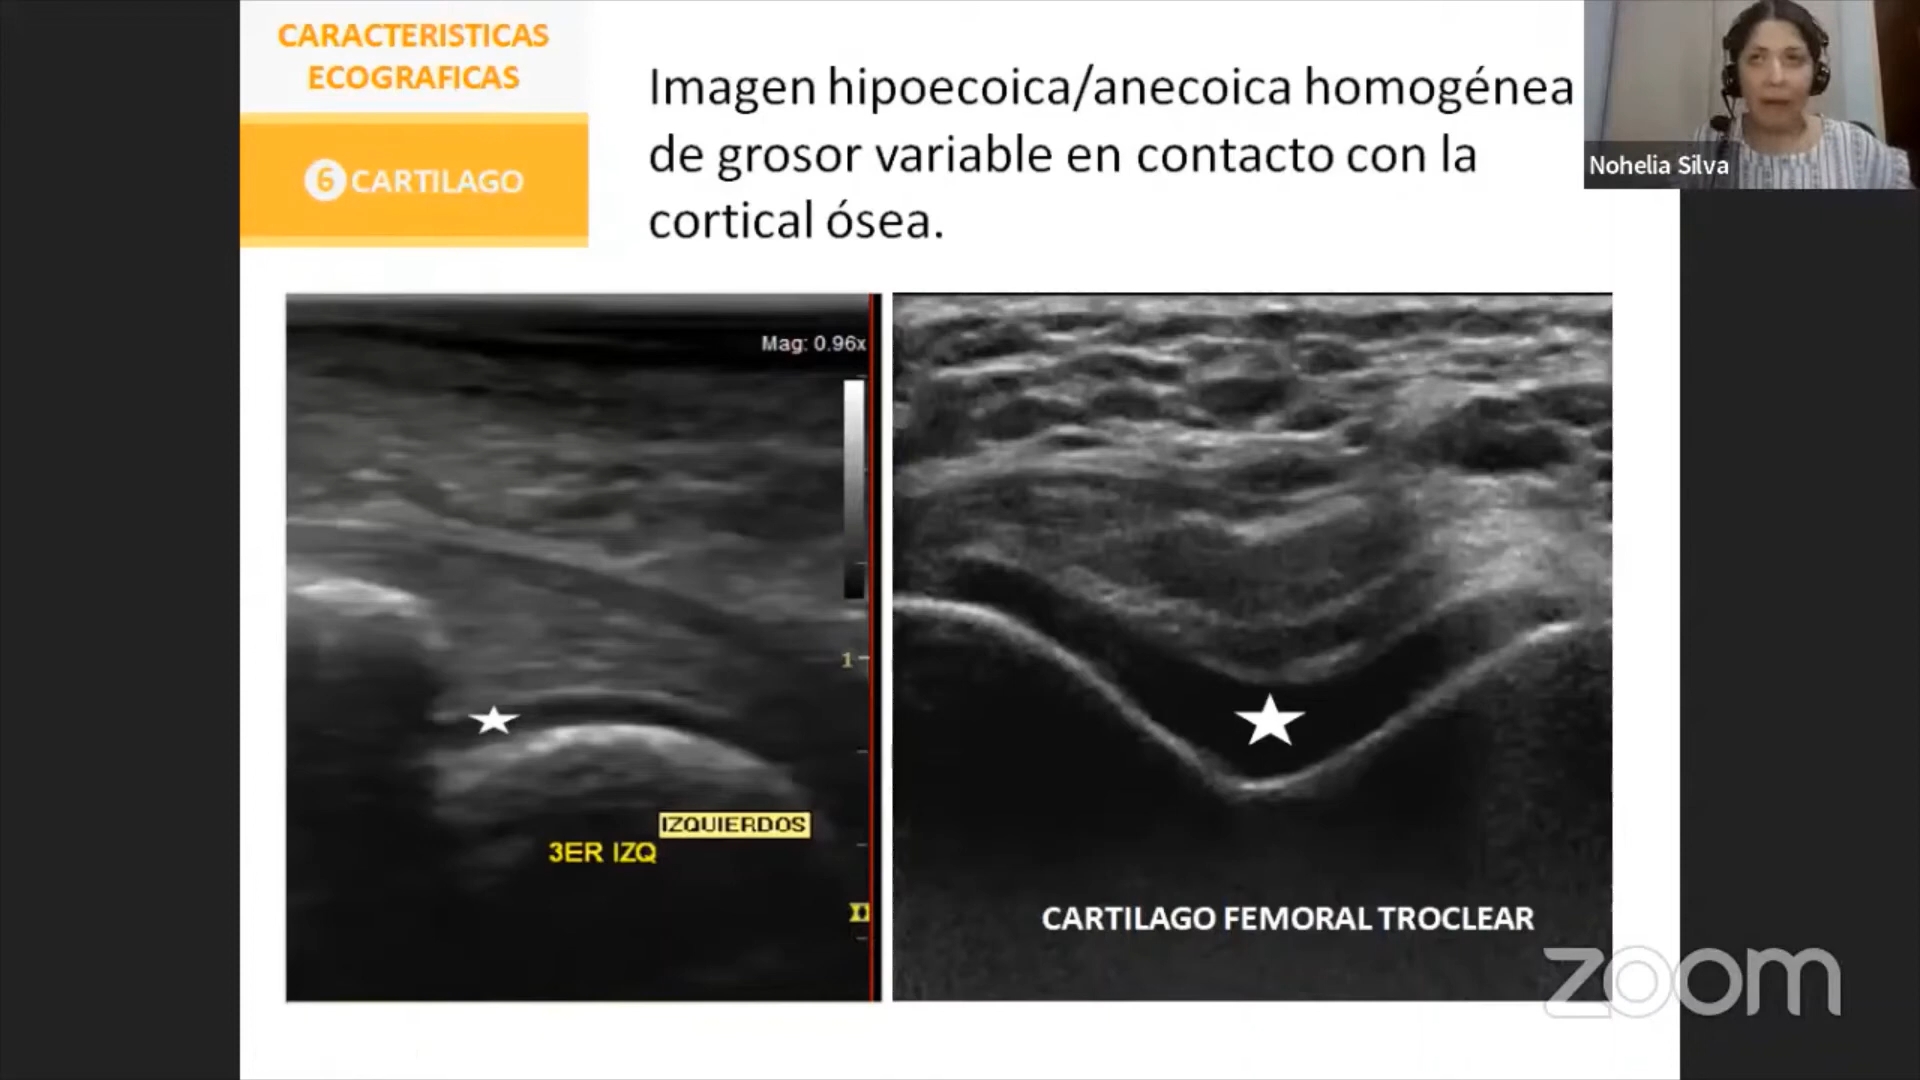 CARACTERISTICAS
ECOGRAFICAS
6 CARTILAGO
Imagen hipoecoica/anecoica homogénea
de grosor variable en contacto con la
cortical ósea.
Nohelia Silva
Mag: 0.96x
1
IZQUIERDOS
3ER IZQ
CARTILAGO FEMORAL TROCLEAR
zoom